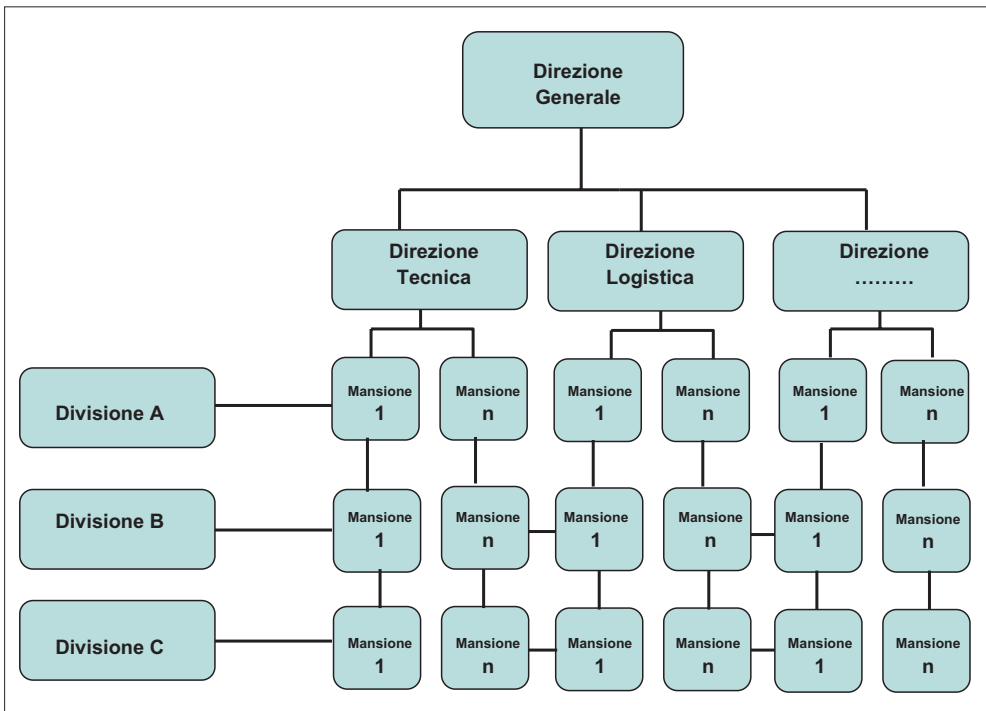 Direzione
Generale
Direzione
Tecnica
Direzione
Logistica
Direzione
.........
Divisione A
Mansione
1
Mansione
n
Mansione
1
Mansione
n
Mansione
1
Mansione
n
Divisione B
Mansione
1
Mansione
n
Mansione
1
Mansione
n
Mansione
1
Mansione
n
Divisione C
Mansione
1
Mansione
n
Mansione
1
Mansione
n
Mansione
1
Mansione
n